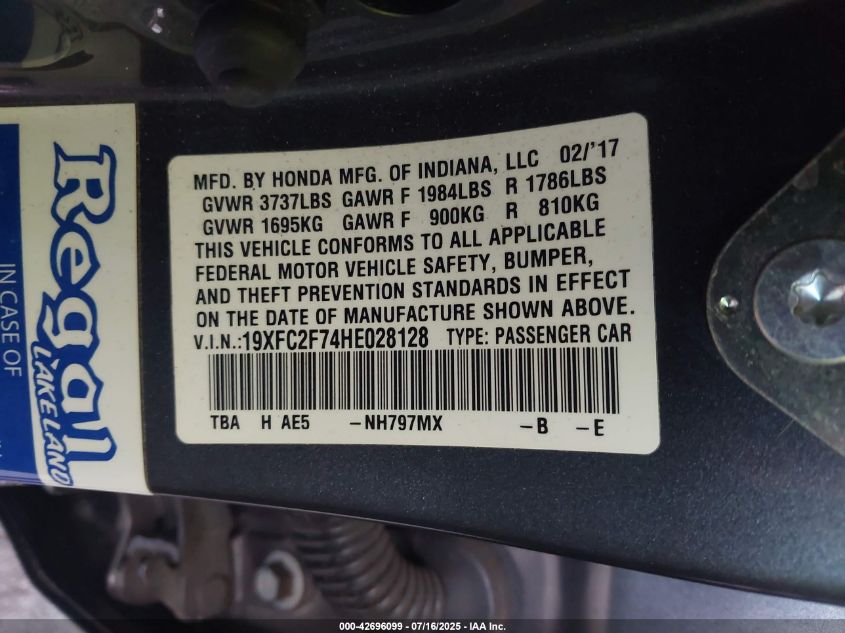 MFD. BY HONDA MFG. OF INDIANA, LLC 02/'17
GVWR 3737LBS GAWR F 1984LBS R 1786LBS
GVWR 1695KG GAWR F 900KG R 810KG
THIS VEHICLE CONFORMS TO ALL APPLICABLE
FEDERAL MOTOR VEHICLE SAFETY, BUMPER,
AND THEFT PREVENTION STANDARDS IN EFFECT
ON THE DATE OF MANUFACTURE SHOWN ABOVE.
V.I.N.:19XFC2F74HE028128 TYPE: PASSENGER CAR
TBA H AE5 -NH797MX -B -E
Regal
LAKELAND
IN CASE OF
000-42696099 - 07/16/2025 - IAA Inc.